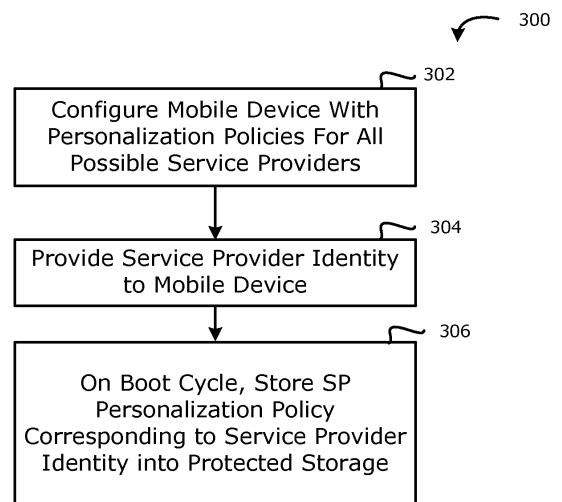 300
302
Configure Mobile Device With
Personalization Policies For All
Possible Service Providers
304
Provide Service Provider Identity
to Mobile Device
306
On Boot Cycle, Store SP
Personalization Policy
Corresponding to Service Provider
Identity into Protected Storage